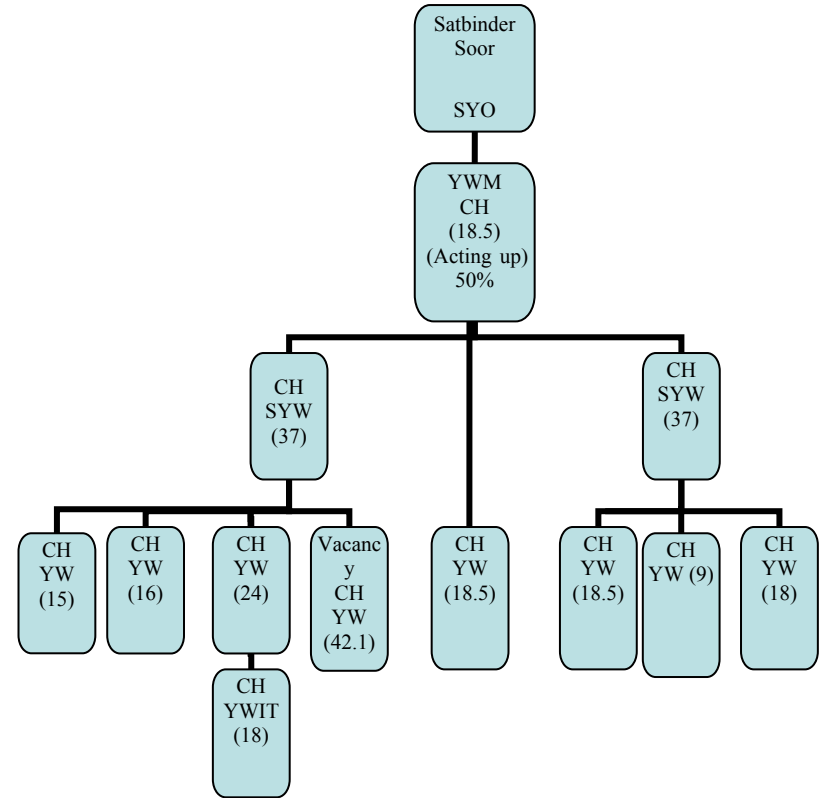 Satbinder
Soor
SYO
YWM
CH
(18.5)
(Acting up)
50%
CH
SYW
(37)
CH
SYW
(37)
CH
YW
(15)
CH
YW
(16)
CH
YW
(24)
Vacanc
y
CH
YW
(42.1)
CH
YW
(18.5)
CH
YW
(18.5)
CH
YW (9)
CH
YW
(18)
CH
YWIT
(18)